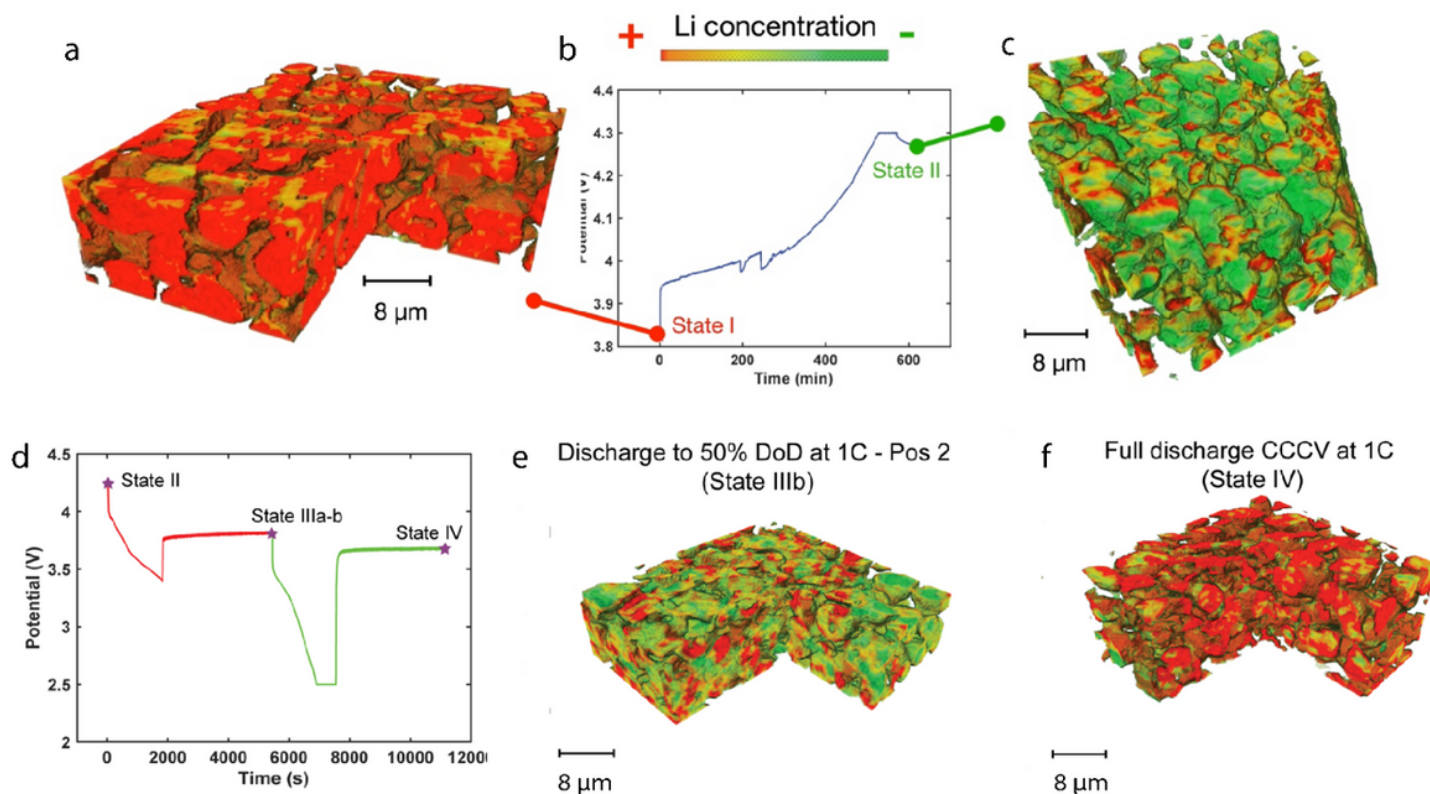 a
b
+ Li concentration -
c
8 µm
4.4
4.3
4.2
4.1
4
3.9
3.8
Potential (V)
State I
State II
0 200 400 600
Time (min)
8 µm
d
4.5
4
3.5
3
2.5
2
Potential (V)
State II
State IIIa-b
State IV
0 2000 4000 6000 8000 10000 1200
Time (s)
e
Discharge to 50% DoD at 1C - Pos 2
(State IIIb)
8 µm
f
Full discharge CCCV at 1C
(State IV)
8 µm